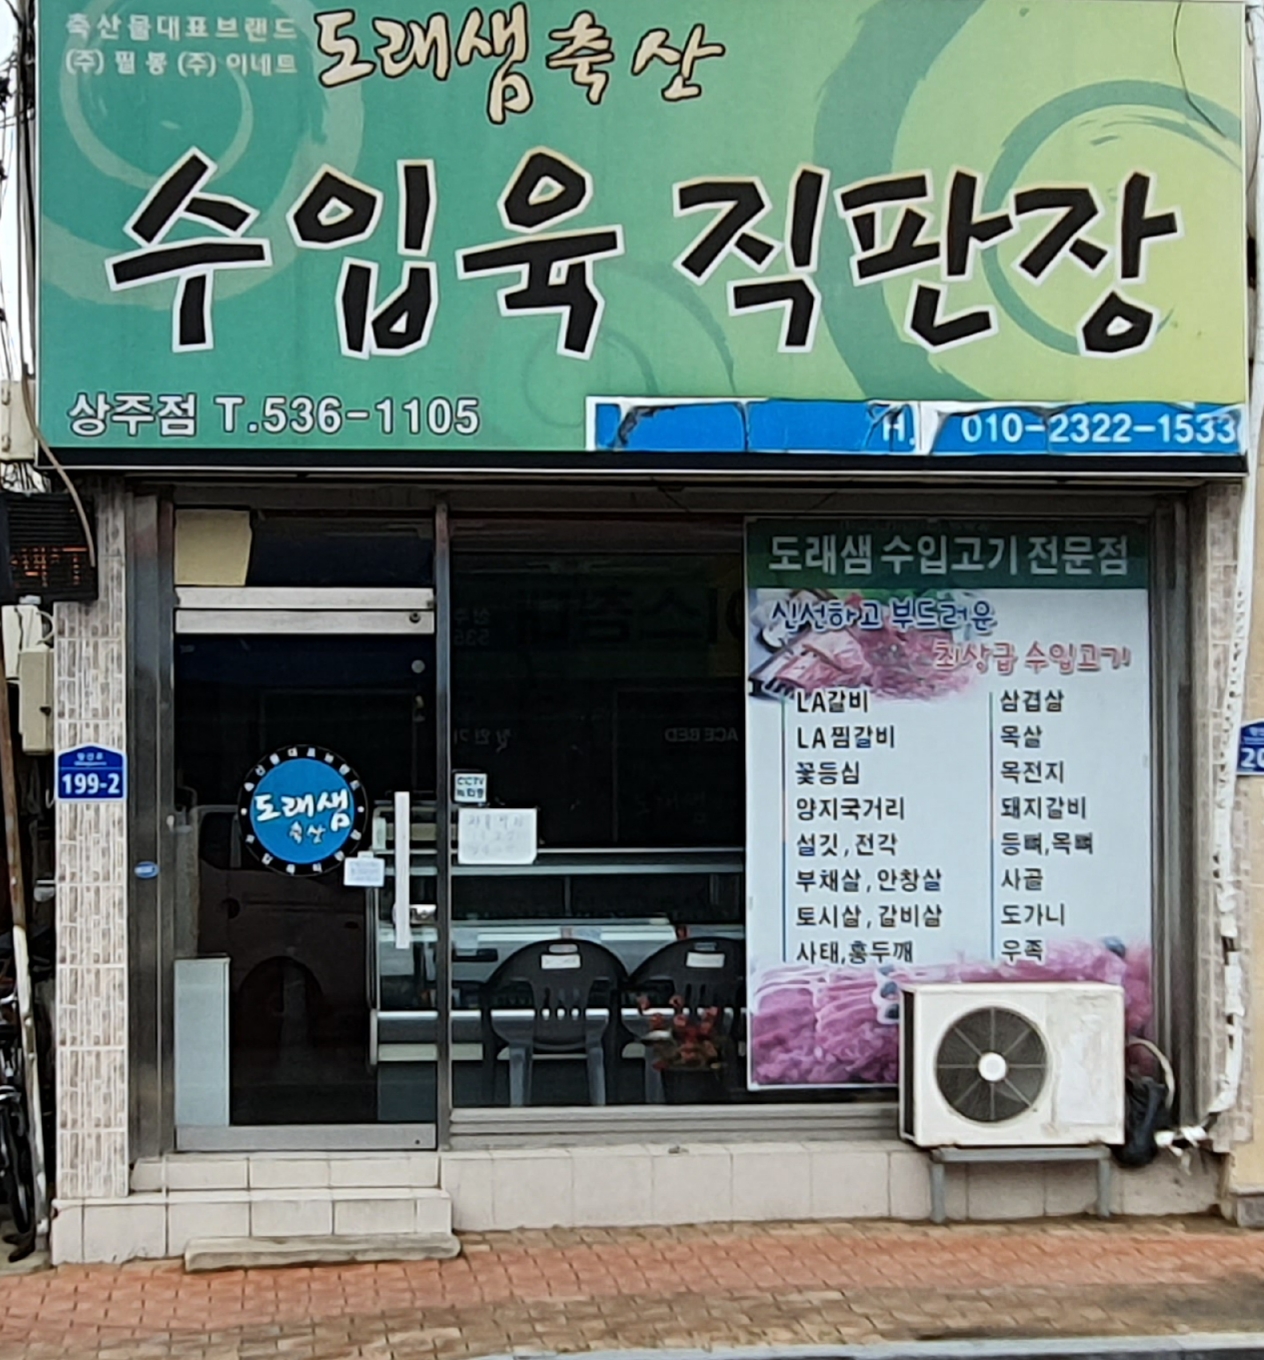 축산물대표브랜드
(주)필봉 (주)이네트
도래샘축산
수입육 직판장
상주점 T.536-1105
H. 010-2322-1533
도래샘 수입고기 전문점
신선하고 부드러운
최상급 수입고기
LA갈비 삼겹살
LA찜갈비 목살
꽃등심 목전지
양지국거리 돼지갈비
설깃,전각 등뼈,목뼈
부채살,안창살 사골
토시살,갈비살 도가니
사태,홍두깨 우족
199-2
도래샘
축산
CCTV
ACE BED
20